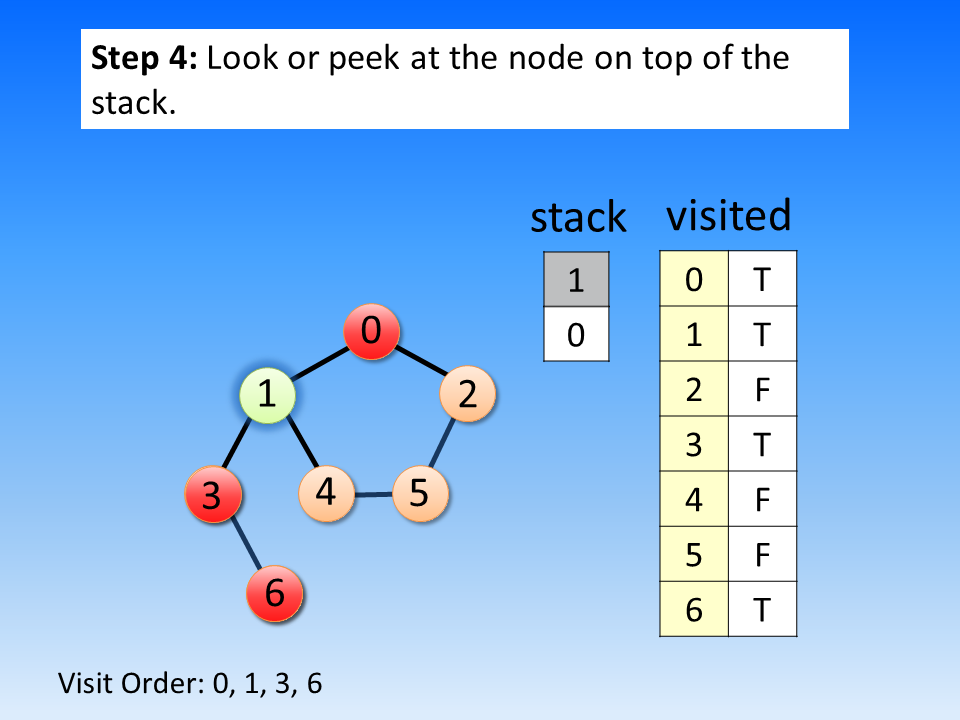 Step 4: Look or peek at the node on top of the
stack.
stack visited
1
0
0 T
1 T
2 F
3 T
4 F
5 F
6 T
0
1
2
3
4
5
6
Visit Order: 0, 1, 3, 6